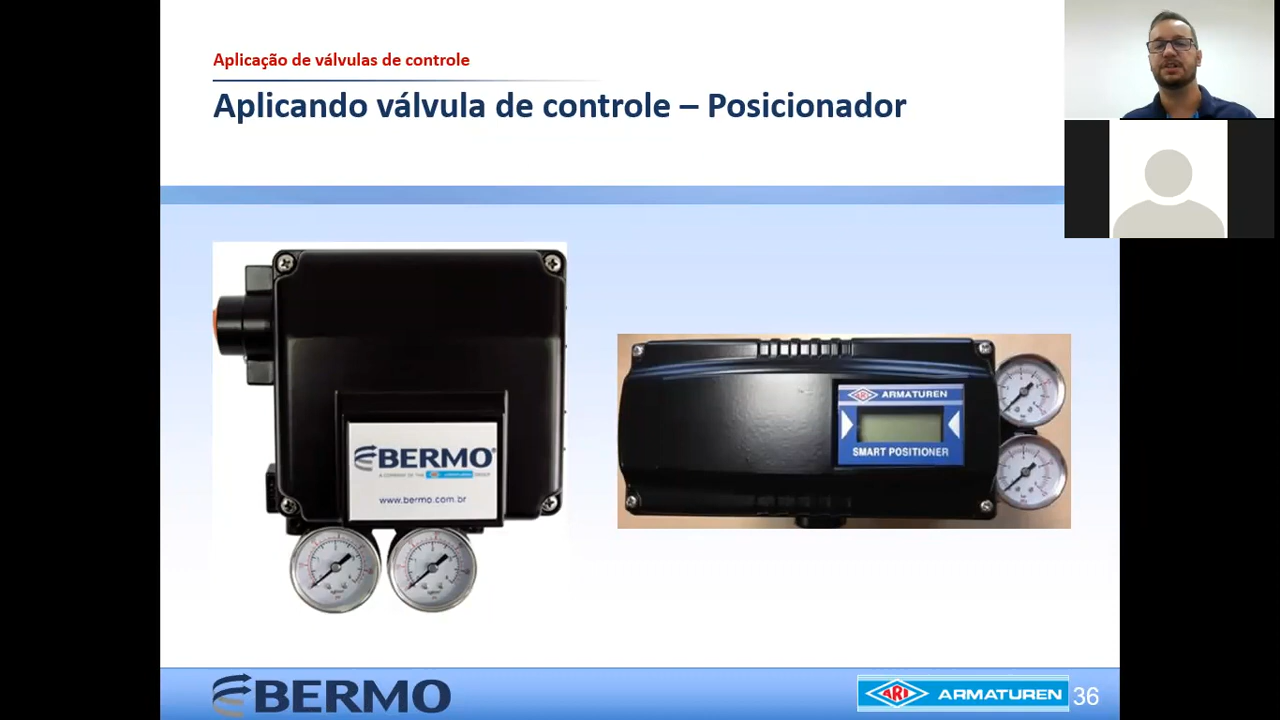 Aplicação de válvulas de controle
Aplicando válvula de controle – Posicionador
BERMO
www.bermo.com.br
ARI ARMATUREN
SMART POSITIONER
BERMO
ARI ARMATUREN 36